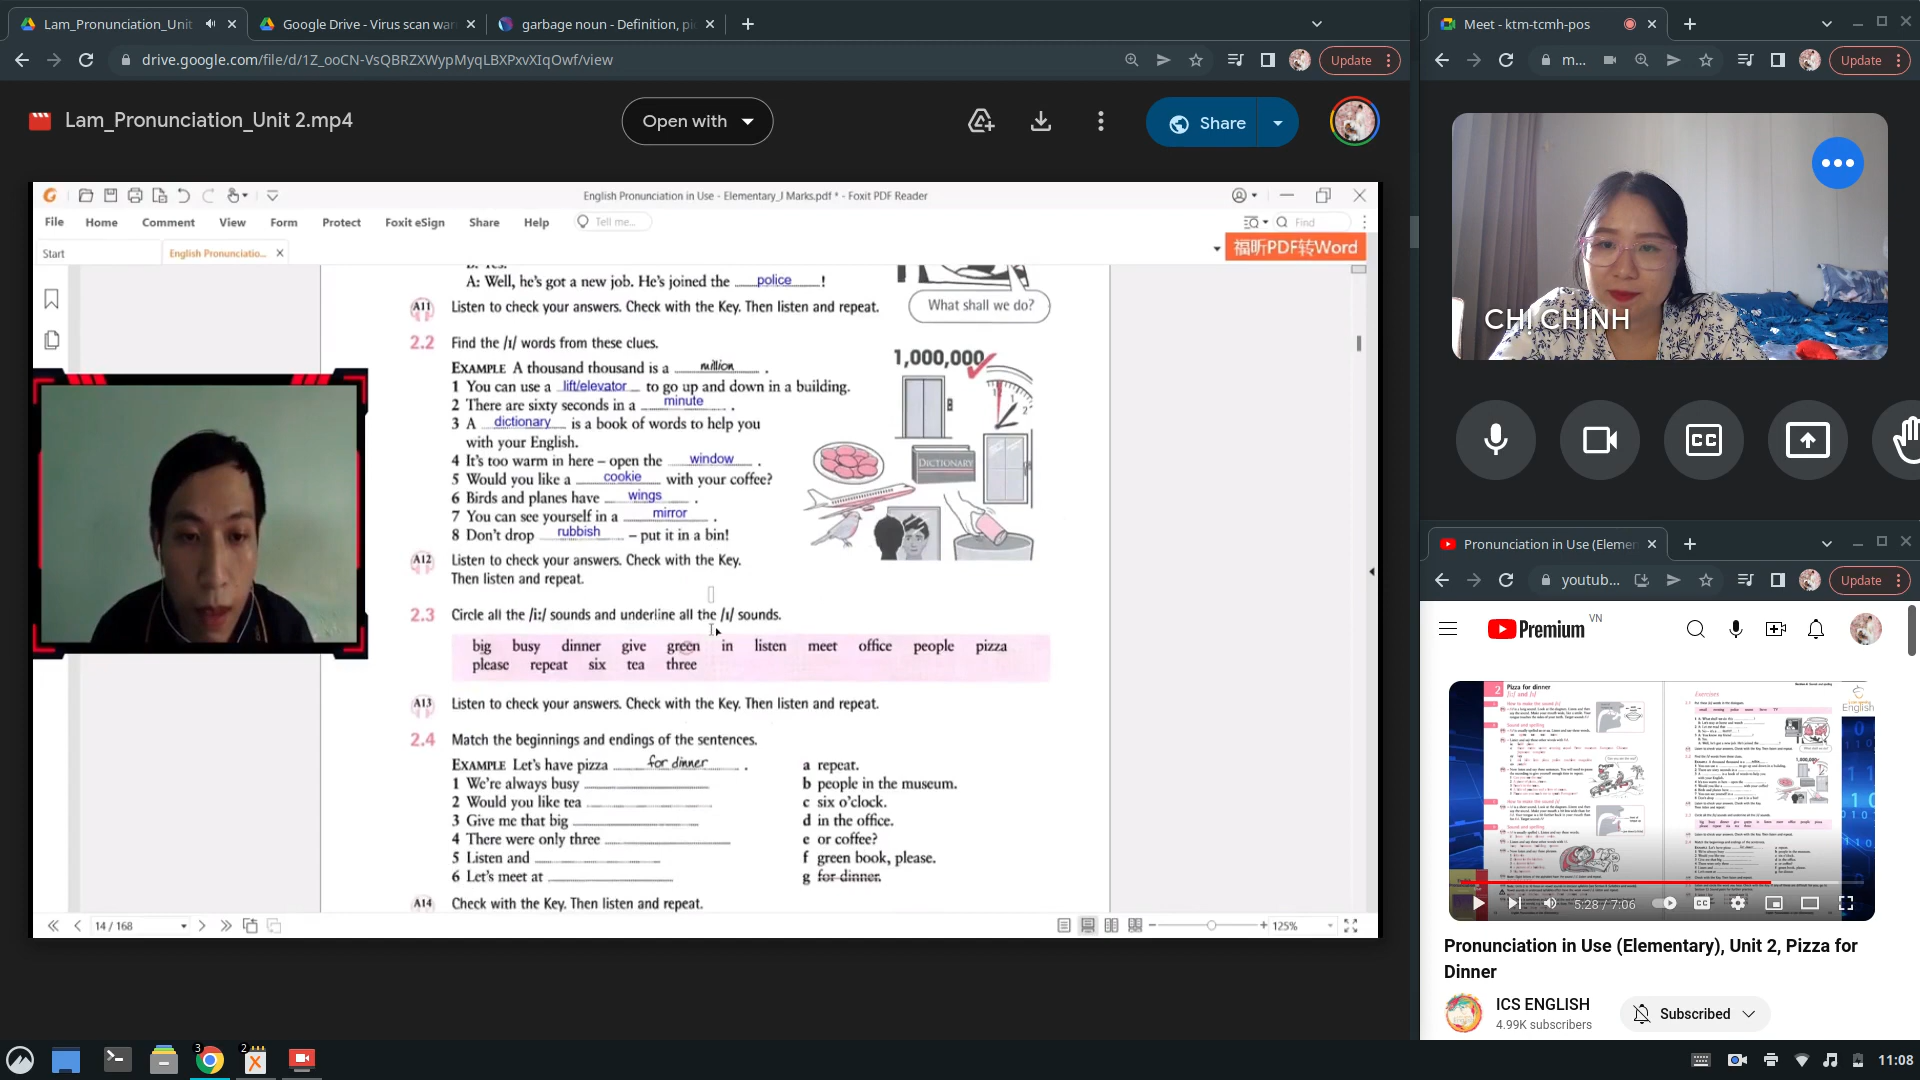 Lam_Pronunciation_Unit
Google Drive - Virus scan war
garbage noun - Definition, pi
drive.google.com/file/d/1Z_ooCN-VsQBRZXWypMyqLBXPxvXIqOwf/view
Update
Lam_Pronunciation_Unit 2.mp4
Open with
Share
English Pronunciation in Use - Elementary_J Marks.pdf * - Foxit PDF Reader
File Home Comment View Form Protect Foxit eSign Share Help Tell me... Find
Start
English Pronunciatio...
福昕PDF转Word
B: Yes.
A: Well, he's got a new job. He's joined the police !
A11 Listen to check your answers. Check with the Key. Then listen and repeat.
What shall we do?
2.2 Find the /ɪ/ words from these clues.
EXAMPLE A thousand thousand is a million .
1 You can use a lift/elevator to go up and down in a building.
2 There are sixty seconds in a minute .
3 A dictionary is a book of words to help you
with your English.
4 It's too warm in here – open the window .
5 Would you like a cookie with your coffee?
6 Birds and planes have wings .
7 You can see yourself in a mirror .
8 Don't drop rubbish – put it in a bin!
1,000,000
DICTIONARY
A12 Listen to check your answers. Check with the Key.
Then listen and repeat.
2.3 Circle all the /iː/ sounds and underline all the /ɪ/ sounds.
big busy dinner give green in listen meet office people pizza
please repeat six tea three
A13 Listen to check your answers. Check with the Key. Then listen and repeat.
2.4 Match the beginnings and endings of the sentences.
EXAMPLE Let's have pizza for dinner .
1 We're always busy
2 Would you like tea
3 Give me that big
4 There were only three
5 Listen and
6 Let's meet at
a repeat.
b people in the museum.
c six o'clock.
d in the office.
e or coffee?
f green book, please.
g for dinner.
A14 Check with the Key. Then listen and repeat.
14 / 168
125%
Meet - ktm-tcmh-pos
m...
Update
CHỊ CHINH
CC
Pronunciation in Use (Elemen
youtub...
Update
Premium VN
2 Pizza for dinner
Exercises
English
5:28 / 7:06
Pronunciation in Use (Elementary), Unit 2, Pizza for
Dinner
ICS ENGLISH
4.99K subscribers
Subscribed
3
2
11:08